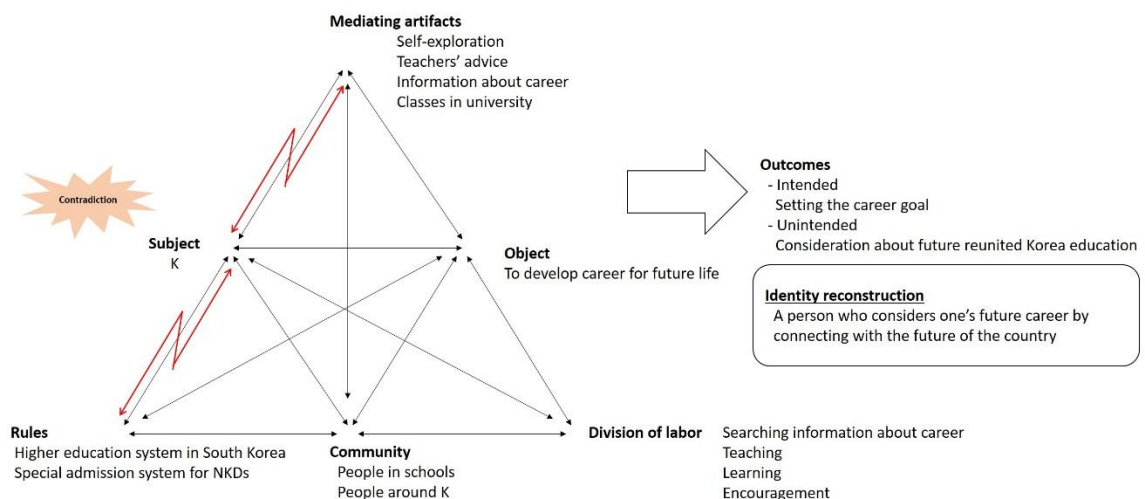 Mediating artifacts
Self-exploration
Teachers' advice
Information about career
Classes in university
Contradiction
Subject
K
Object
To develop career for future life
Outcomes
- Intended
Setting the career goal
- Unintended
Consideration about future reunited Korea education
Identity reconstruction
A person who considers one's future career by
connecting with the future of the country
Rules
Higher education system in South Korea
Special admission system for NKDs
Community
People in schools
People around K
Division of labor
Searching information about career
Teaching
Learning
Encouragement